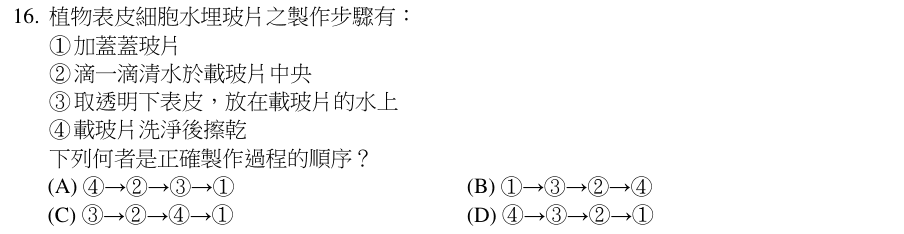 16. 植物表皮細胞水埋玻片之製作步驟有：
①加蓋蓋玻片
②滴一滴清水於載玻片中央
③取透明下表皮，放在載玻片的水上
④載玻片洗淨後擦乾
下列何者是正確製作過程的順序？
(A) ④→②→③→① (B) ①→③→②→④
(C) ③→②→④→① (D) ④→③→②→①